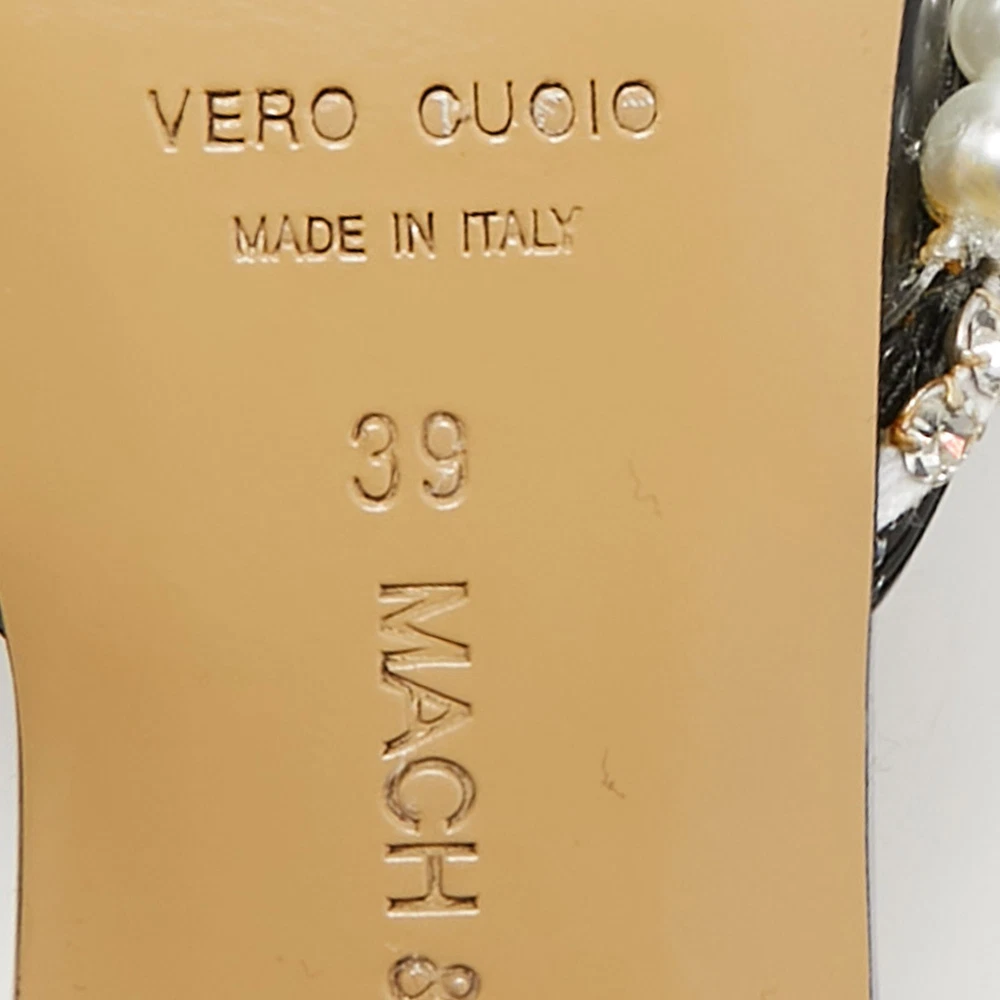 VERO CUOIO
MADE IN ITALY
39
MACH &